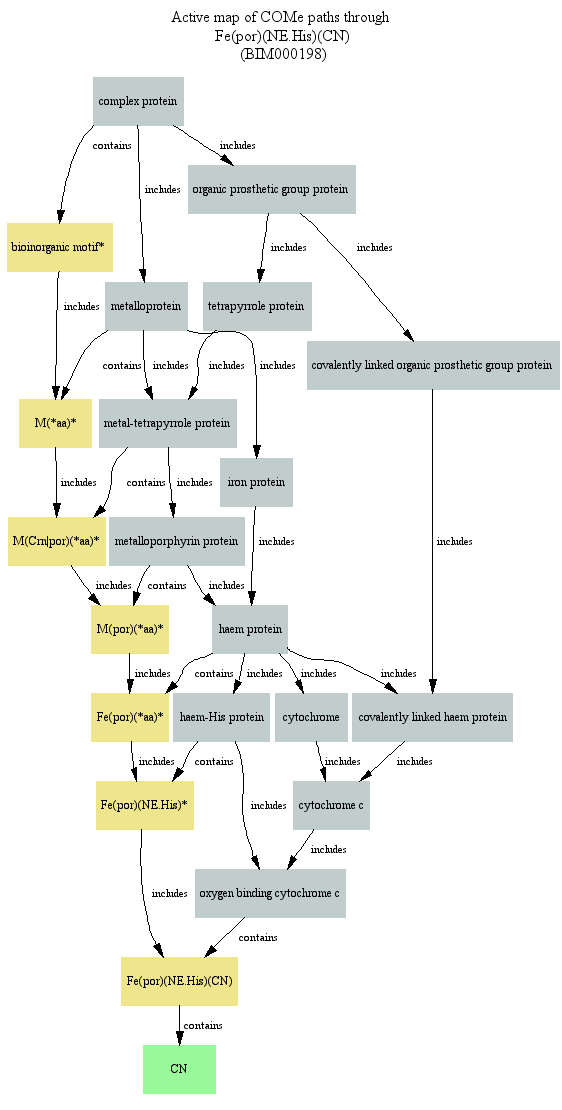 Active map of COMe paths through
Fe(por)(NE.His)(CN)
(BIM000198)
complex protein
contains
includes
includes
organic prosthetic group protein
bioinorganic motif*
includes
includes
includes
metalloprotein
tetrapyrrole protein
covalently linked organic prosthetic group protein
contains
includes
includes
includes
M(*aa)*
metal-tetrapyrrole protein
includes
contains
includes
iron protein
M(Crn|por)(*aa)*
metalloporphyrin protein
includes
includes
includes
contains
includes
M(por)(*aa)*
haem protein
includes
contains
includes
includes
includes
Fe(por)(*aa)*
haem-His protein
cytochrome
covalently linked haem protein
includes
contains
includes
includes
Fe(por)(NE.His)*
includes
cytochrome c
includes
includes
oxygen binding cytochrome c
contains
Fe(por)(NE.His)(CN)
contains
CN